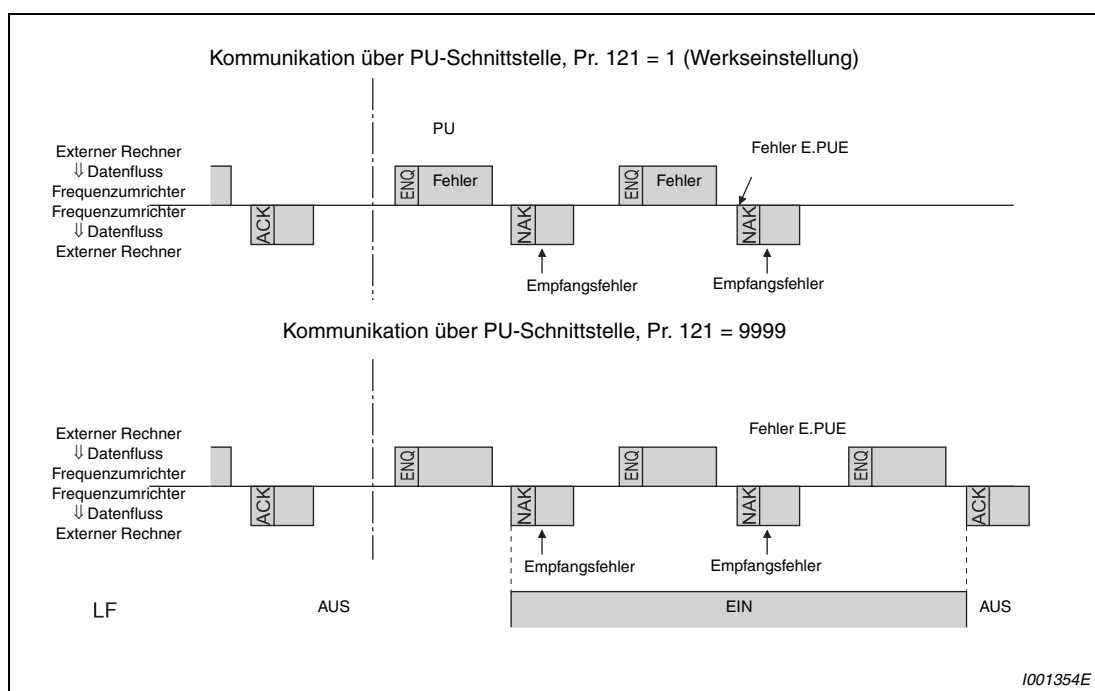 Kommunikation über PU-Schnittstelle, Pr. 121 = 1 (Werkseinstellung)
PU
Fehler E.PUE
Externer Rechner
⇓ Datenfluss
Frequenzumrichter
Frequenzumrichter
⇓ Datenfluss
Externer Rechner
ENQ
Fehler
ENQ
Fehler
ACK
NAK
NAK
Empfangsfehler
Empfangsfehler
Kommunikation über PU-Schnittstelle, Pr. 121 = 9999
Fehler E.PUE
Externer Rechner
⇓ Datenfluss
Frequenzumrichter
Frequenzumrichter
⇓ Datenfluss
Externer Rechner
ENQ
ENQ
ENQ
ACK
NAK
NAK
ACK
Empfangsfehler
Empfangsfehler
LF
AUS
EIN
AUS
I001354E